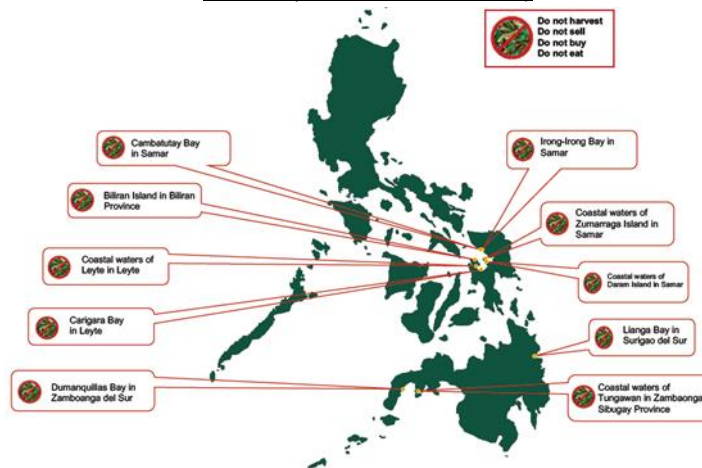 Do not harvest
Do not sell
Do not buy
Do not eat
Cambatutay Bay
in Samar
Irong-Irong Bay in
Samar
Biliran Island in Biliran
Province
Coastal waters of
Zumarraga Island in
Samar
Coastal waters of
Leyte in Leyte
Coastal waters of
Daram Island in Samar
Carigara Bay
in Leyte
Lianga Bay in
Surigao del Sur
Dumanquillas Bay in
Zamboanga del Sur
Coastal waters of
Tungawan in Zambaonga
Sibugay Province